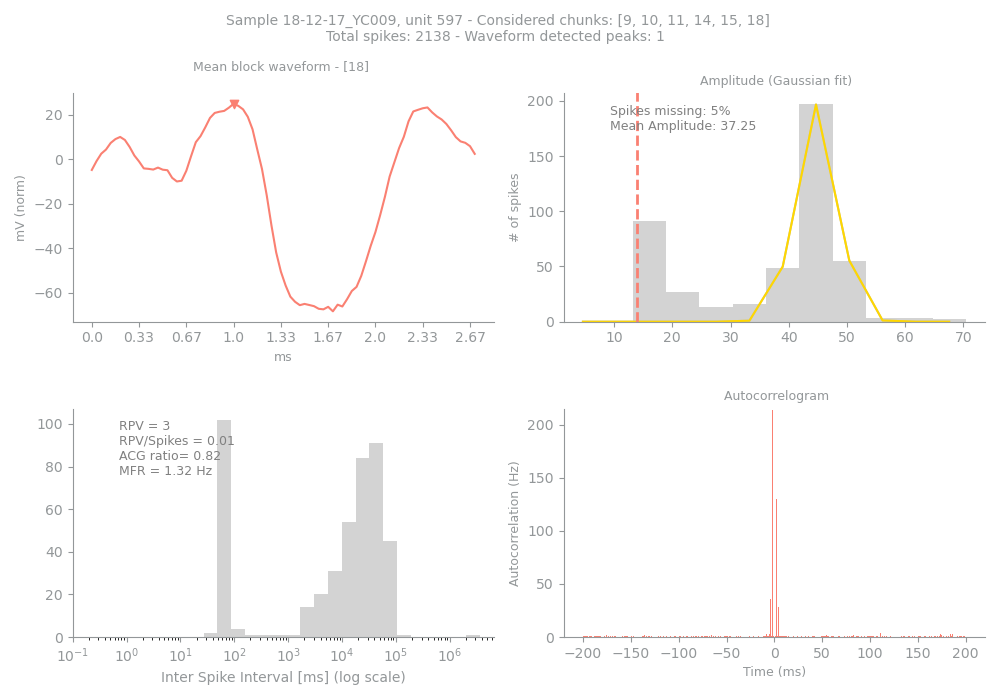 Sample 18-12-17_YC009, unit 597 - Considered chunks: [9, 10, 11, 14, 15, 18]
Total spikes: 2138 - Waveform detected peaks: 1
Mean block waveform - [18]
mV (norm)
20
0
−20
−40
−60
0.0 0.33 0.67 1.0 1.33 1.67 2.0 2.33 2.67
ms
Amplitude (Gaussian fit)
Spikes missing: 5%
Mean Amplitude: 37.25
# of spikes
200
150
100
50
0
10 20 30 40 50 60 70
RPV = 3
RPV/Spikes = 0.01
ACG ratio= 0.82
MFR = 1.32 Hz
100
80
60
40
20
0
10⁻¹ 10⁰ 10¹ 10² 10³ 10⁴ 10⁵ 10⁶
Inter Spike Interval [ms] (log scale)
Autocorrelogram
Autocorrelation (Hz)
200
150
100
50
0
−200 −150 −100 −50 0 50 100 150 200
Time (ms)